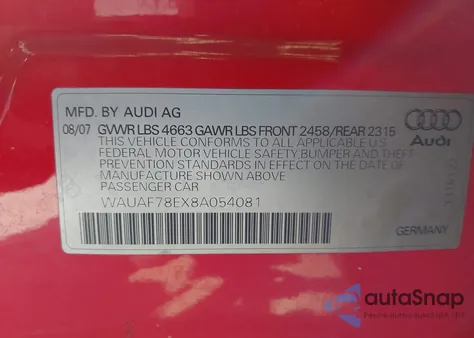 MFD. BY AUDI AG
08/07 GVWR LBS 4663 GAWR LBS FRONT 2458/REAR 2315
THIS VEHICLE CONFORMS TO ALL APPLICABLE U.S.
FEDERAL MOTOR VEHICLE SAFETY, BUMPER AND THEFT
PREVENTION STANDARDS IN EFFECT ON THE DATE OF
MANUFACTURE SHOWN ABOVE
PASSENGER CAR
WAUAF78EX8A054081
Audi
GERMANY
autoSnap